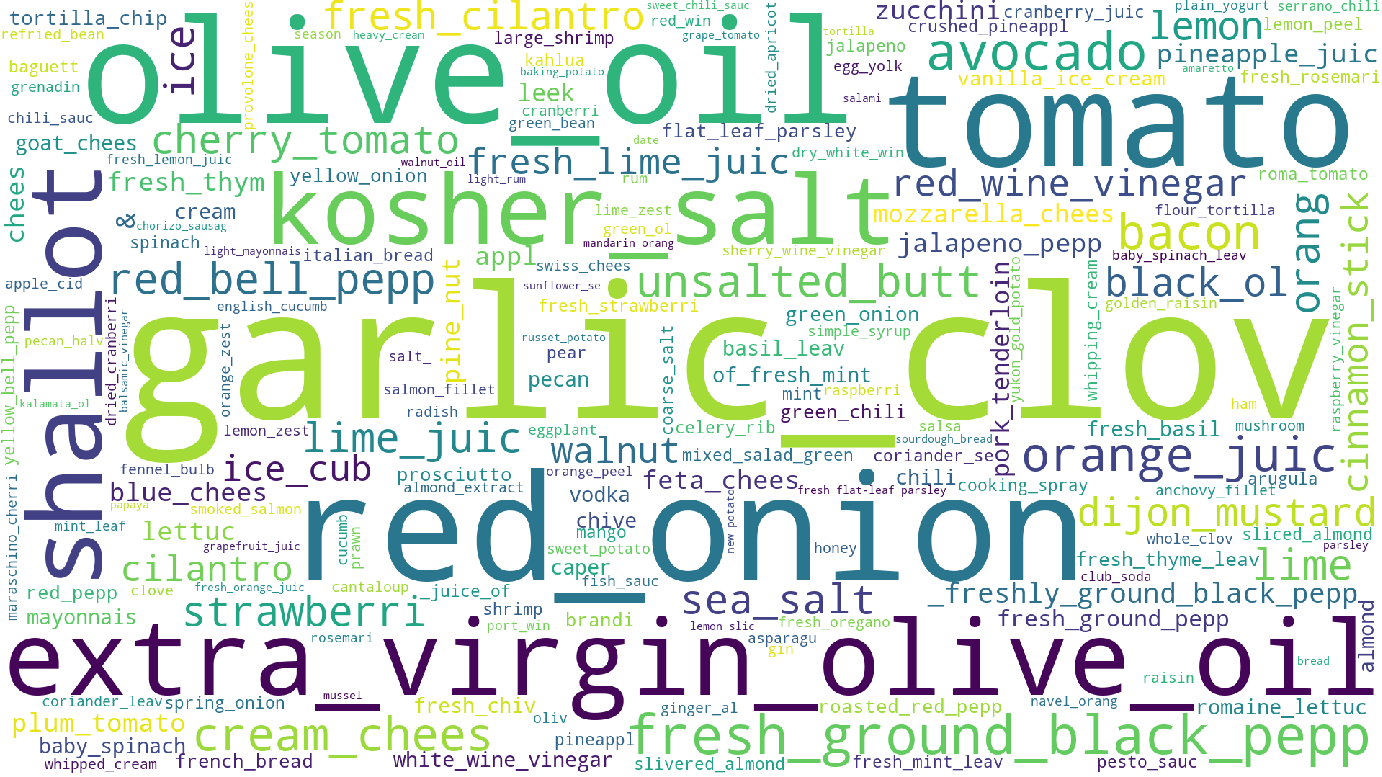 tortilla_chip
fresh_cilantro
sweet_chili_sauc
red_win
grape_tomato
zucchini
cranberry_juic
plain_yogurt
serrano_chili
refried_bean
ice
provolone_chees
season
heavy_cream
large_shrimp
tortilla
crushed_pineappl
lemon
lemon_peel
olive_oil
baguett
kahlua
baking_potato
dried_apricot
jalapeno
avocado
pineapple_juic
egg_yolk
amaretto
grenadin
leek
salami
vanilla_ice_cream
fresh_rosemari
cranberri
chili_sauc
green_bean
tomato
goat_chees
cherry_tomato
date
flat_leaf_parsley
fresh_lemon_juic
walnut_oil
fresh_lime_juic
dry_white_win
shallot
fresh_thym
yellow_onion
light_rum
rum
red_wine_vinegar
roma_tomato
chees
&
cream
kosher_salt
lime_zest
mozzarella_chees
flour_tortilla
orang
chorizo_sausag
green_ol
spinach
light_mayonnais
italian_bread
mandarin orang
sherry_wine_vinegar
jalapeno_pepp
bacon
baby_spinach_leav
cinnamon_stick
appl
swiss_chees
apple_cid
red_bell_pepp
pine_nut
sunflower_se
unsalted_butt
pork_tenderloin
yukon_gold_potato
black_ol
whipping_cream
golden_raisin
raspberry_vinegar
english_cucumb
fresh_strawberri
green_onion
yellow_bell_pepp
pecan_halv
dried_cranberri
balsamic_vinegar
orange_zest
garlic_clov
salt_
russet_potato
simple_syrup
pear
coarse_salt
basil_leav
salmon_fillet
pecan
of_fresh_mint
kalamata_ol
mint
raspberri
ham
radish
green_chili
lemon_zest
eggplant
celery_rib
salsa
fresh_basil
mushroom
lime_juic
walnut
sourdough_bread
maraschino_cherri
fennel_bulb
ice_cub
prosciutto
orange_peel
mixed_salad_green
coriander_se
orange_juic
blue_chees
almond_extract
vodka
feta_chees
chili
cooking_spray
arugula
papaya
smoked_salmon
fresh flat-leaf parsley
anchovy_fillet
mint_leaf
lettuc
cucumb
prawn
red_onion
chive
mango
new potato
dijon_mustard
sliced_almond
grapefruit_juic
sweet_potato
honey
whole_clov
parsley
cilantro
caper
fresh_thyme_leav
lime
red_pepp
clove
fresh_orange_juic
cantaloup
_juice_of
fish_sauc
club_soda
mayonnais
strawberri
shrimp
brandi
sea_salt
_freshly_ground_black_pepp
port_win
lemon slic
fresh_oregano
fresh_ground_pepp
almond
rosemari
asparagu
gin
extra_virgin_olive_oil
bread
raisin
coriander_leav
spring_onion
mussel
fresh_chiv
oliv
ginger_al
roasted_red_pepp
navel_orang
romaine_lettuc
plum_tomato
cream_chees
pineappl
fresh_ground_black_pepp
baby_spinach
whipped_cream
french_bread
white_wine_vinegar
slivered_almond
fresh_mint_leav
pesto_sauc